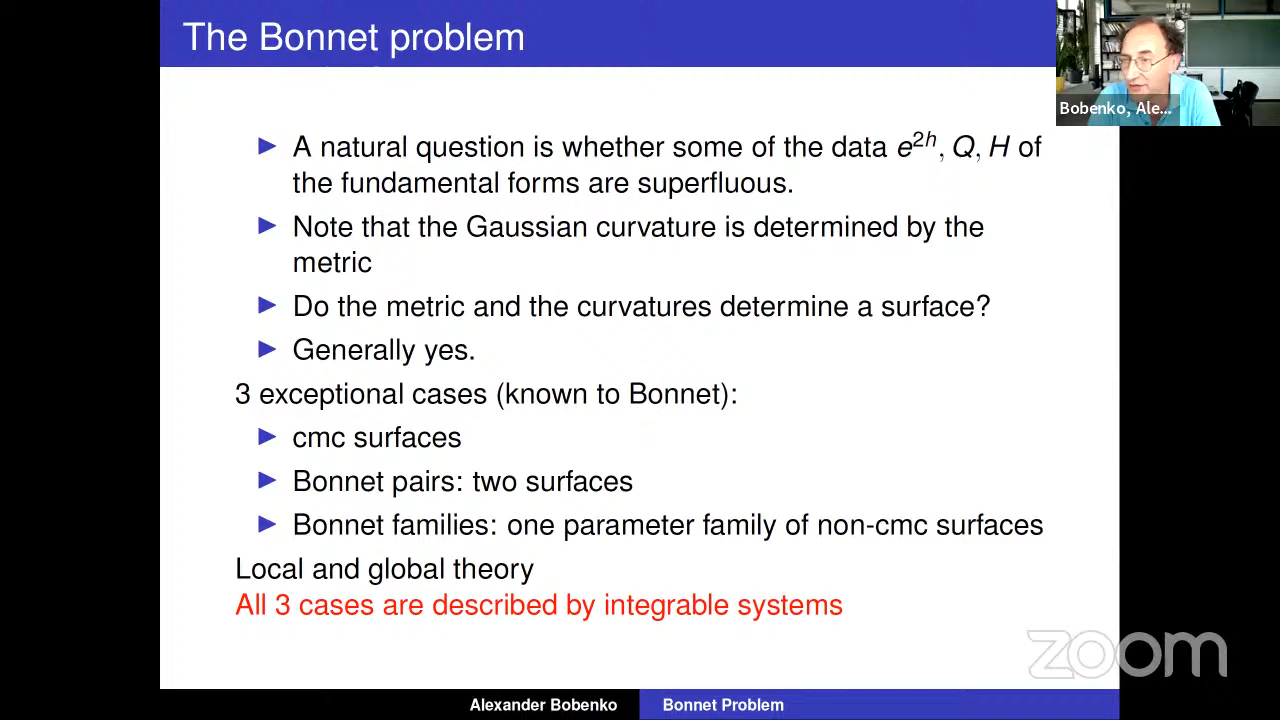 The Bonnet problem
Bobenko, Ale...
▶ A natural question is whether some of the data e^{2h}, Q, H of
the fundamental forms are superfluous.
▶ Note that the Gaussian curvature is determined by the
metric
▶ Do the metric and the curvatures determine a surface?
▶ Generally yes.
3 exceptional cases (known to Bonnet):
▶ cmc surfaces
▶ Bonnet pairs: two surfaces
▶ Bonnet families: one parameter family of non-cmc surfaces
Local and global theory
All 3 cases are described by integrable systems
zoom
Alexander Bobenko
Bonnet Problem